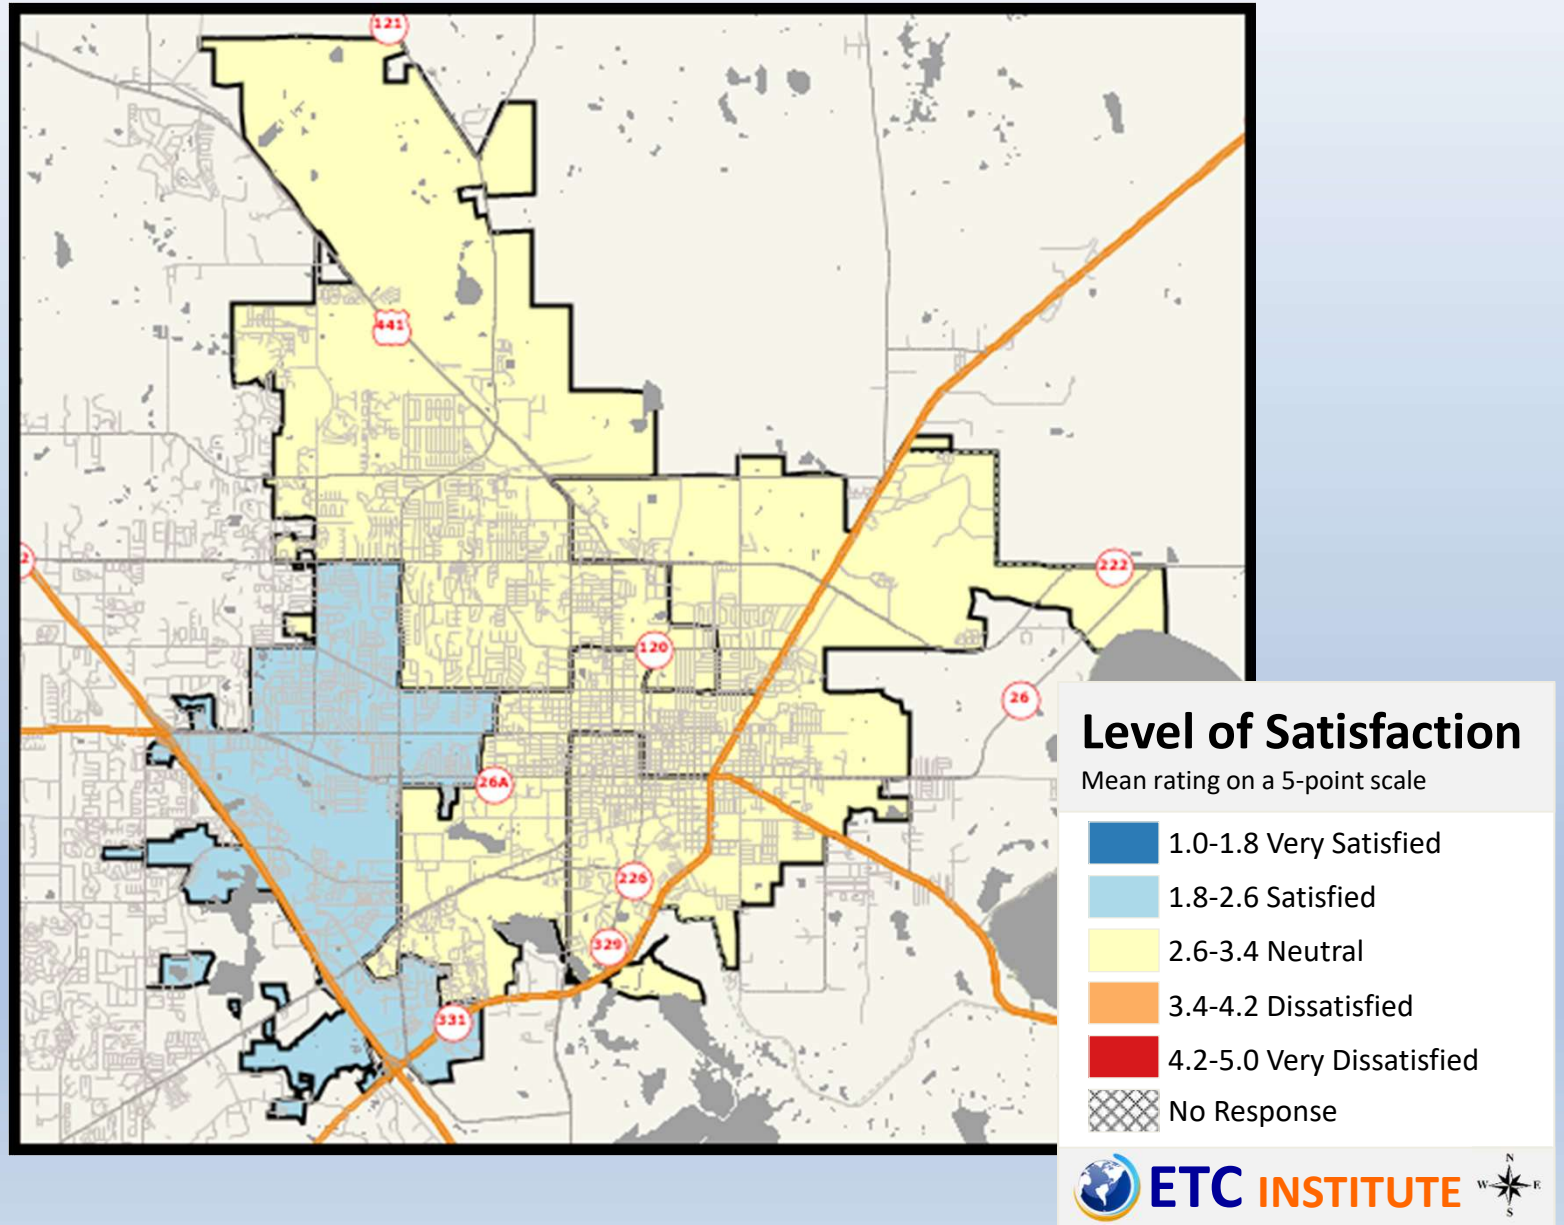 121
441
2
222
120
26
26A
226
329
331
Level of Satisfaction
Mean rating on a 5-point scale
1.0-1.8 Very Satisfied
1.8-2.6 Satisfied
2.6-3.4 Neutral
3.4-4.2 Dissatisfied
4.2-5.0 Very Dissatisfied
No Response
ETC INSTITUTE
N
W E
S